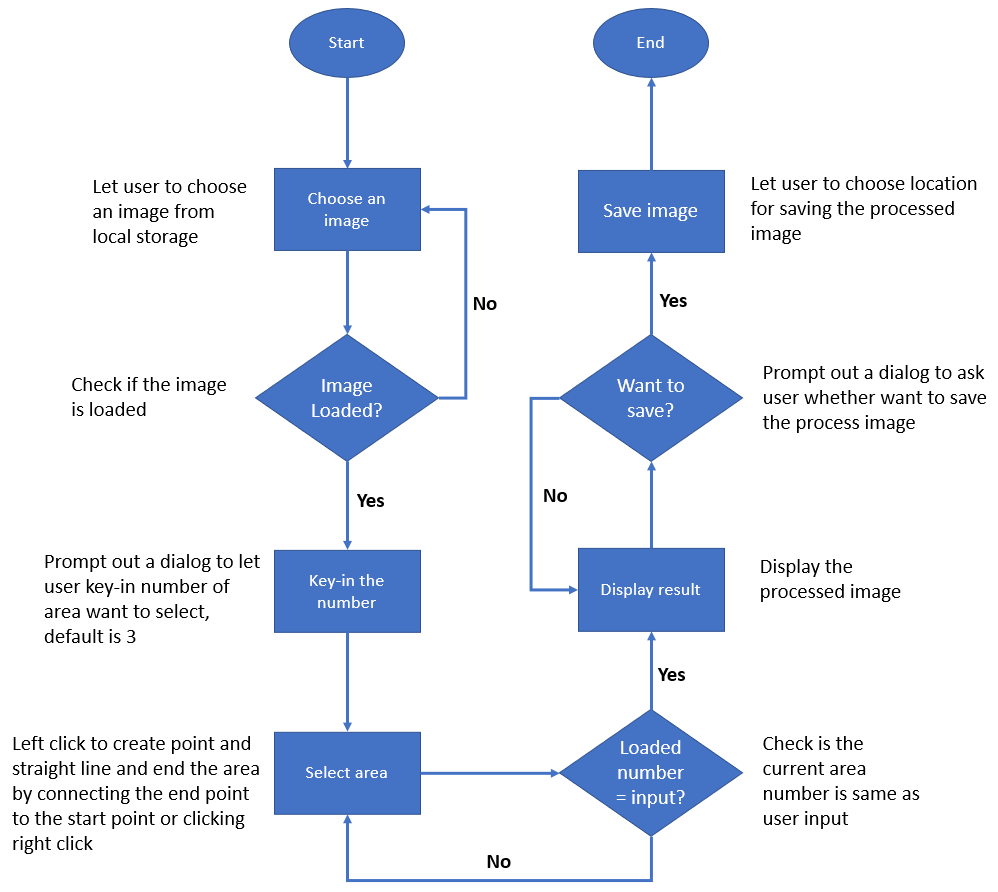 Start
End
Let user to choose
an image from
local storage
Choose an
image
Save image
Let user to choose location
for saving the processed
image
No
Yes
Check if the image
is loaded
Image
Loaded?
Want to
save?
Prompt out a dialog to ask
user whether want to save
the process image
Yes
No
Prompt out a dialog to let
user key-in number of
area want to select,
default is 3
Key-in the
number
Display result
Display the
processed image
Yes
Left click to create point and
straight line and end the area
by connecting the end point
to the start point or clicking
right click
Select area
Loaded
number
= input?
Check is the
current area
number is same as
user input
No